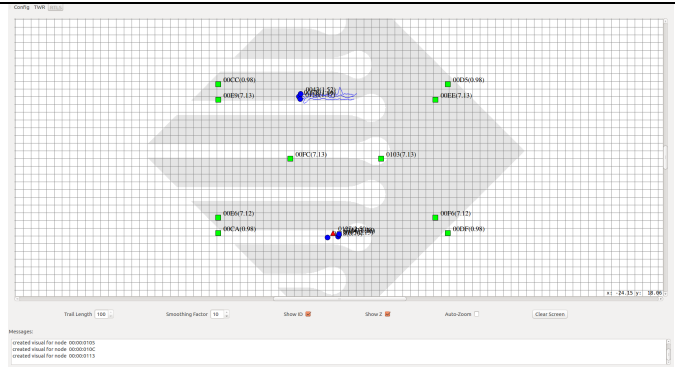 Config TWR
00CC(0.98)
00D5(0.98)
00E9(7.13)
00EE(7.13)
00FC(7.13)
0103(7.13)
00E6(7.12)
00F6(7.12)
00CA(0.98)
00DF(0.98)
x: -24.15 y: 18.06
Trail Length 100
Smoothing Factor 10
Show ID
Show Z
Auto-Zoom
Clear Screen
Messages:
created visual for node 00:00:0105
created visual for node 00:00:010C
created visual for node 00:00:0113